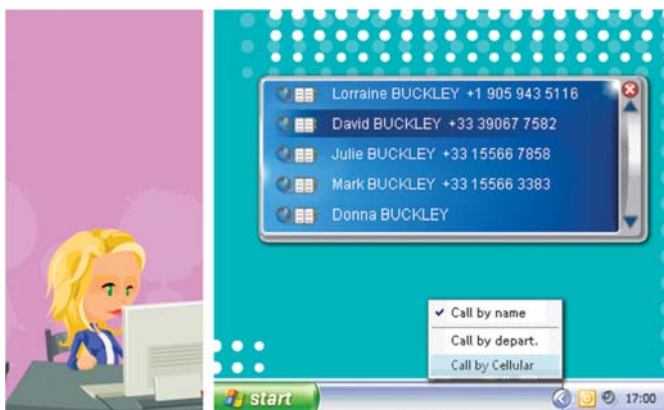 Lorraine BUCKLEY +1 905 943 5116
David BUCKLEY +33 39067 7582
Julie BUCKLEY +33 15566 7858
Mark BUCKLEY +33 15566 3383
Donna BUCKLEY
Call by name
Call by depart.
Call by Cellular
start
17:00